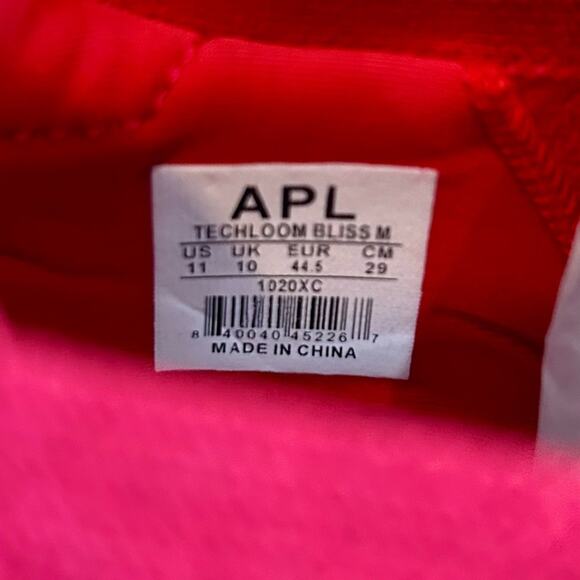 APL
TECHLOOM BLISS M
US UK EUR CM
11 10 44.5 29
1020XC
8 40040 45226 7
MADE IN CHINA